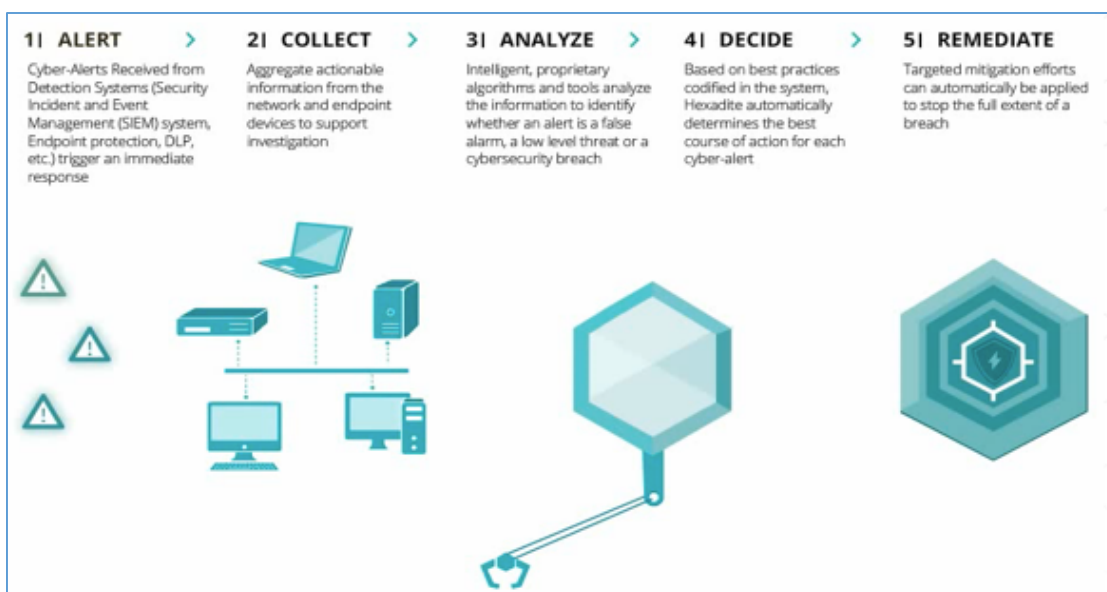 1| ALERT
Cyber-Alerts Received from
Detection Systems (Security
Incident and Event
Management (SIEM) system,
Endpoint protection, DLP,
etc.) trigger an immediate
response
2| COLLECT
Aggregate actionable
information from the
network and endpoint
devices to support
investigation
3| ANALYZE
Intelligent, proprietary
algorithms and tools analyze
the information to identify
whether an alert is a false
alarm, a low level threat or a
cybersecurity breach
4| DECIDE
Based on best practices
codified in the system,
Hexadite automatically
determines the best
course of action for each
cyber-alert
5| REMEDIATE
Targeted mitigation efforts
can automatically be applied
to stop the full extent of a
breach